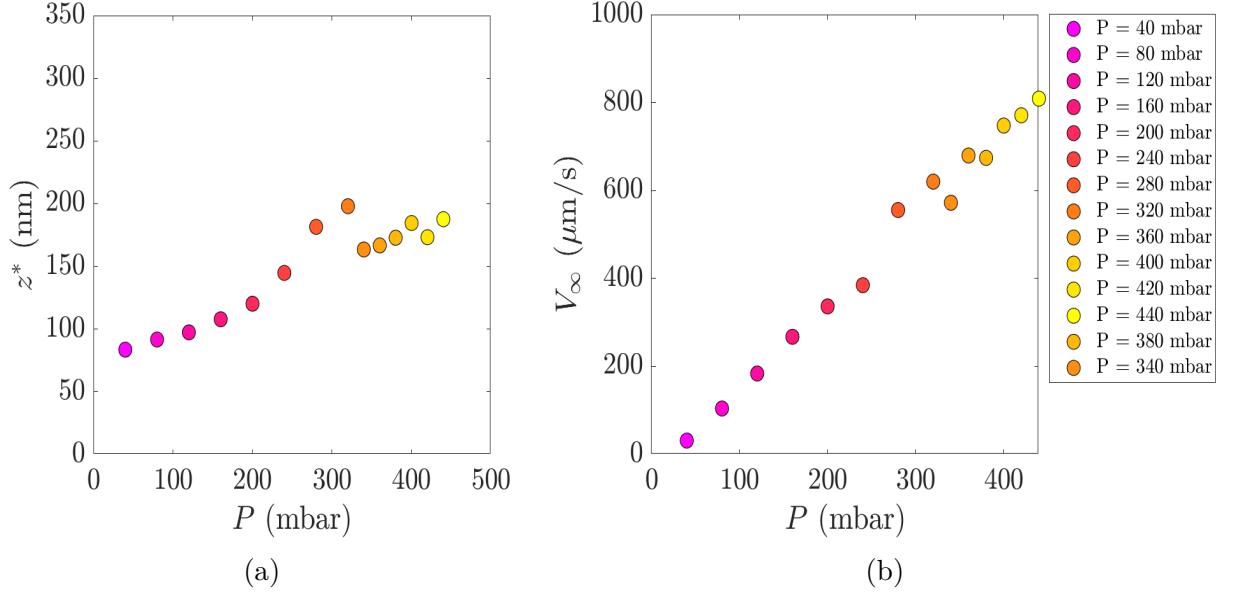 350
300
250
200
150
100
50
0
0 100 200 300 400 500
z* (nm)
P (mbar)
(a)
1000
800
600
400
200
0
0 100 200 300 400
V∞ (μm/s)
P (mbar)
(b)
P = 40 mbar
P = 80 mbar
P = 120 mbar
P = 160 mbar
P = 200 mbar
P = 240 mbar
P = 280 mbar
P = 320 mbar
P = 360 mbar
P = 400 mbar
P = 420 mbar
P = 440 mbar
P = 380 mbar
P = 340 mbar